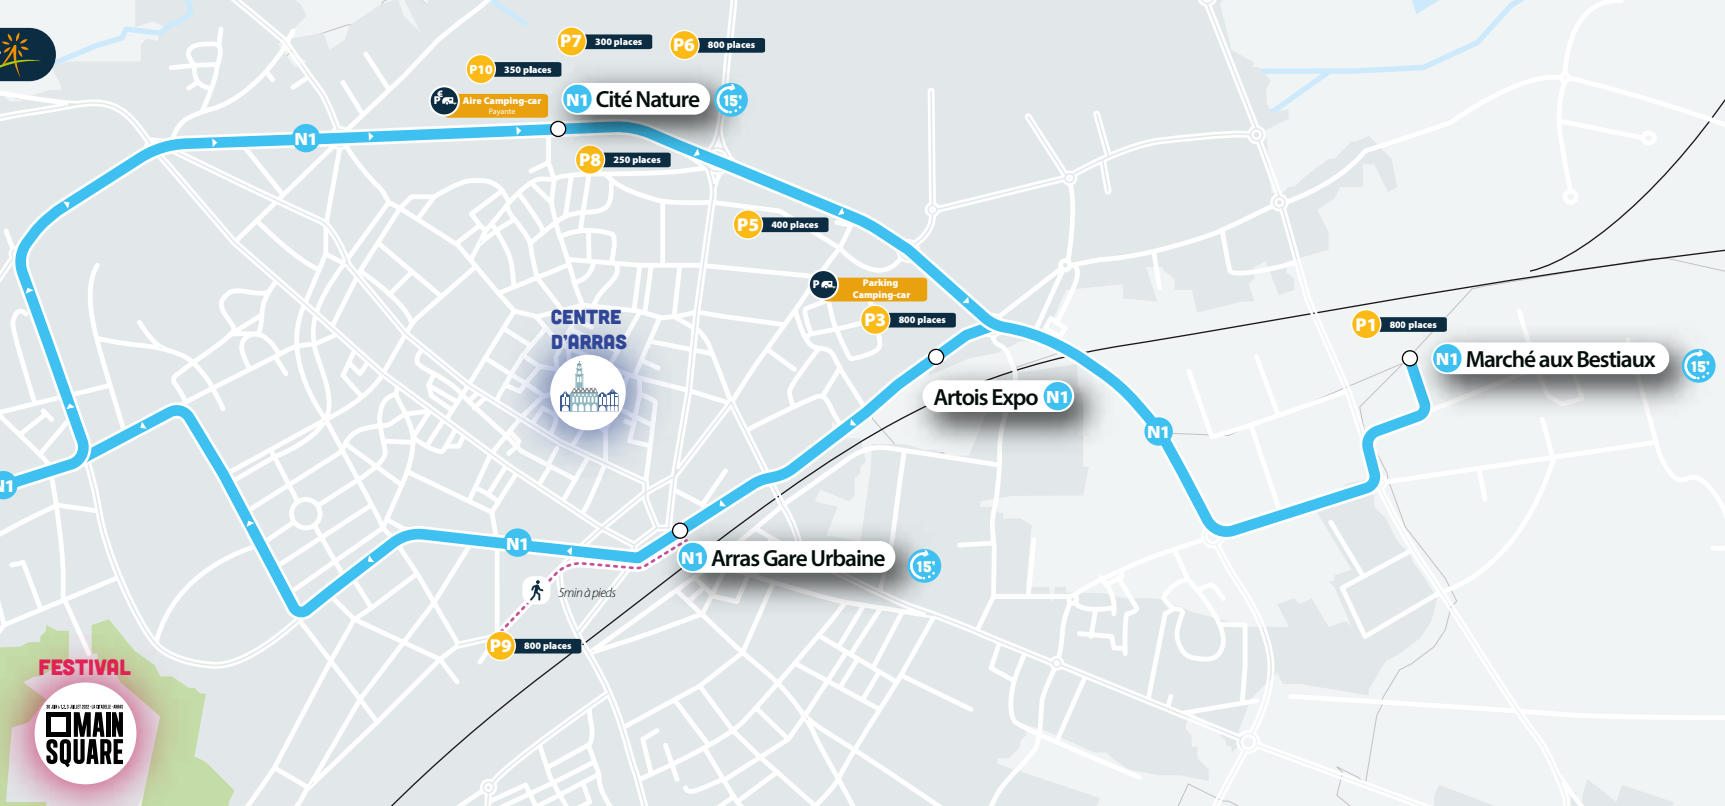 P7 300 places
P6 800 places
P10 350 places
P€ Aire Camping-car
Payante
N1 Cité Nature 15'
N1
P8 250 places
P5 400 places
P Parking
Camping-car
P3 800 places
CENTRE
D'ARRAS
P1 800 places
N1 Marché aux Bestiaux 15'
Artois Expo N1
N1
N1
N1
N1 Arras Gare Urbaine 15'
5min à pieds
P9 800 places
FESTIVAL
MAIN
SQUARE